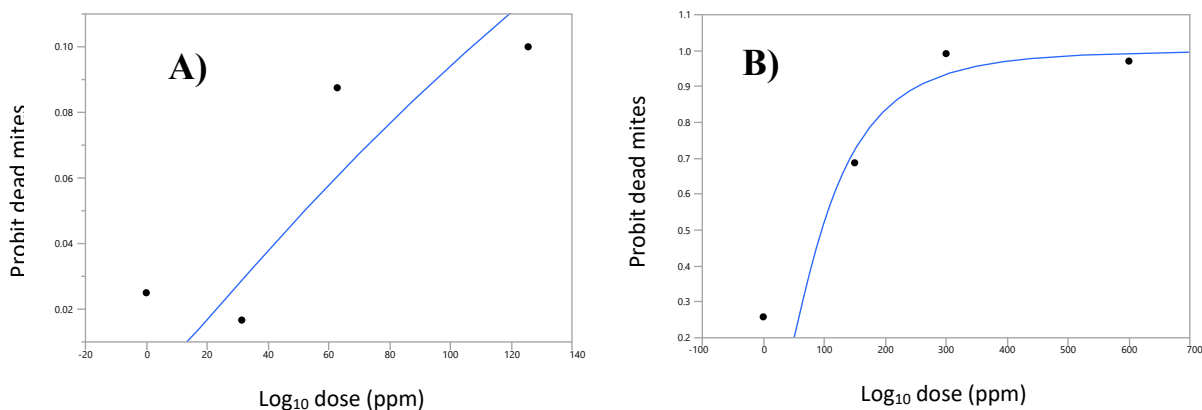 A)
Probit dead mites
0.10
0.08
0.06
0.04
0.02
-20 0 20 40 60 80 100 120 140
Log₁₀ dose (ppm)
B)
Probit dead mites
1.1
1.0
0.9
0.8
0.7
0.6
0.5
0.4
0.3
0.2
-100 0 100 200 300 400 500 600 700
Log₁₀ dose (ppm)